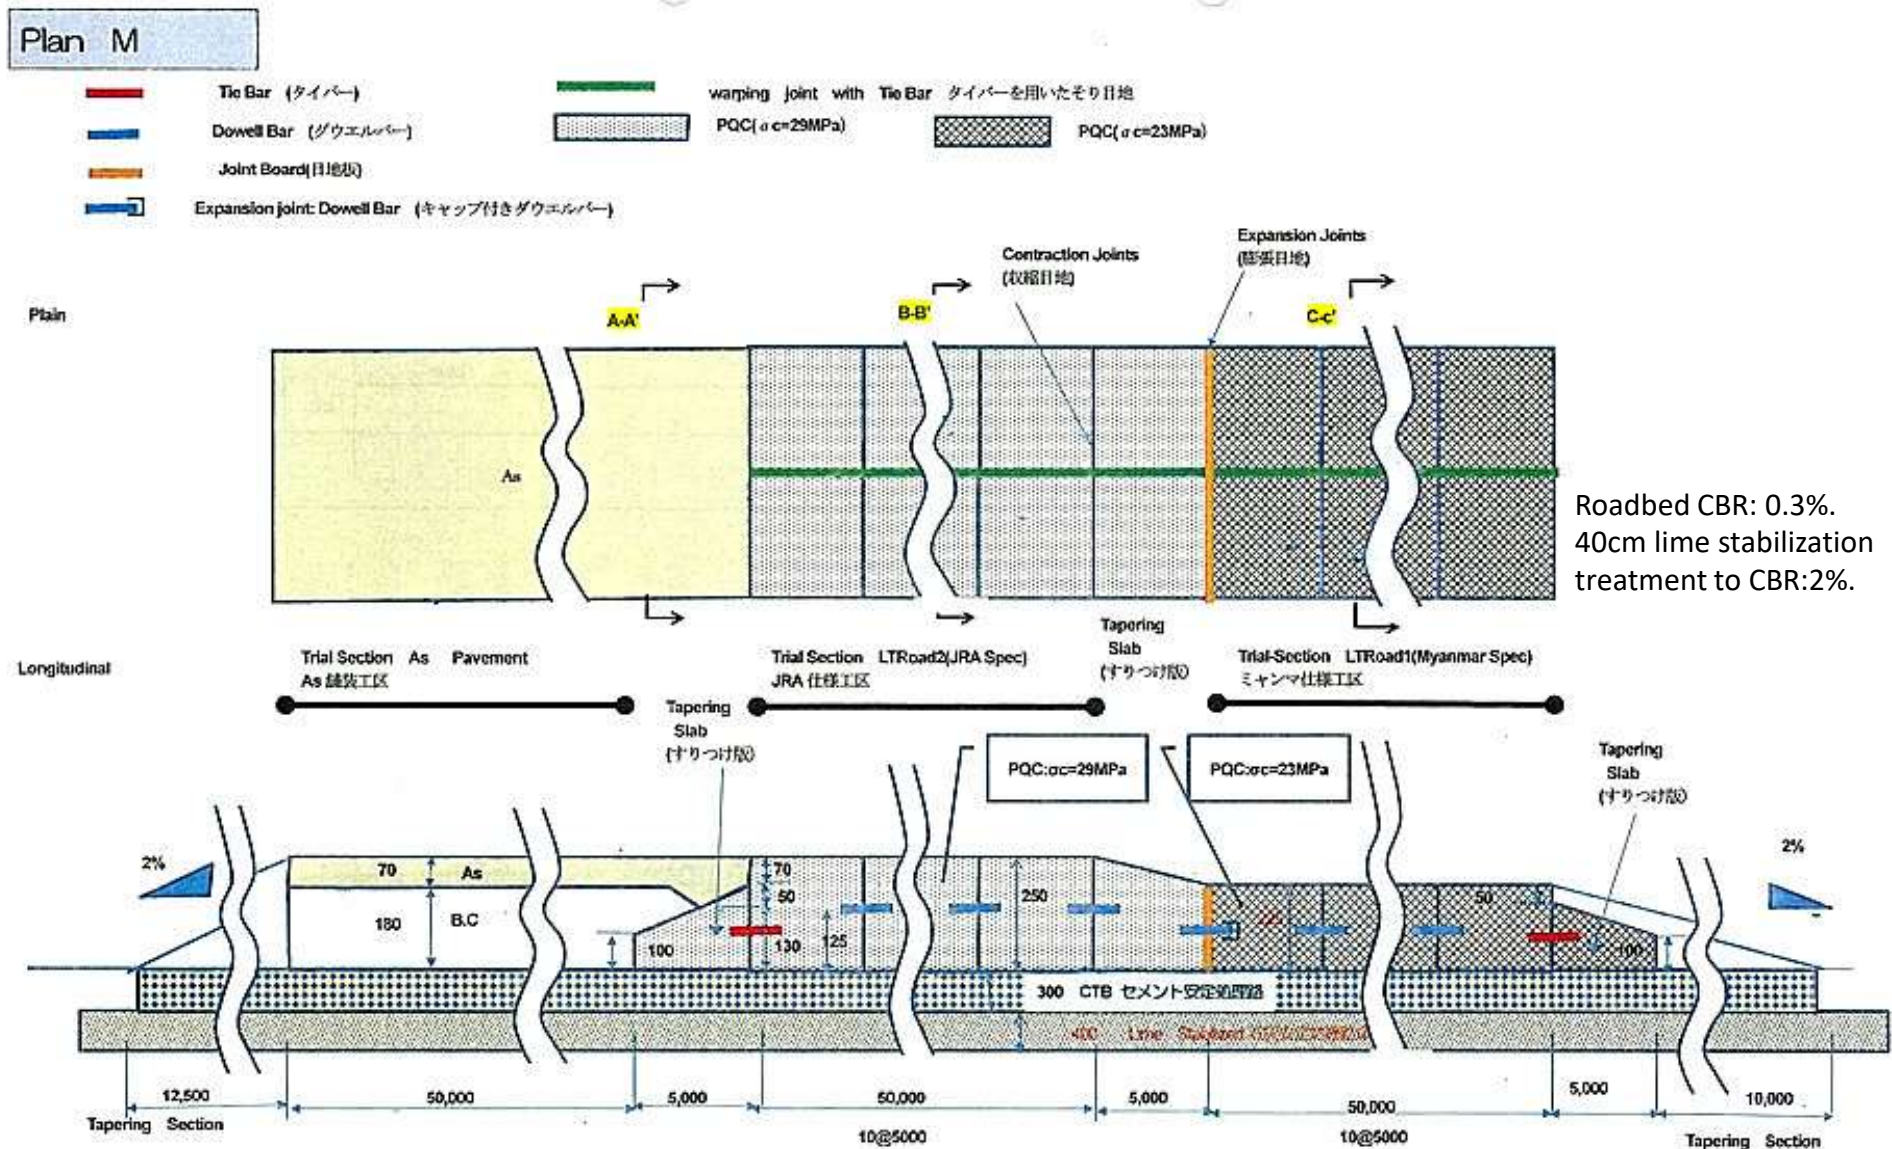 Plan M
Tie Bar (タイバー)
Dowell Bar (ダウエルバー)
Joint Board(目地板)
Expansion joint: Dowell Bar (キャップ付きダウエルバー)
warping joint with Tie Bar タイバーを用いたそり目地
PQC(σc=29MPa)
PQC(σc=23MPa)
Contraction Joints
(収縮目地)
Expansion Joints
(膨張目地)
Plain
A-A'
B-B'
C-c'
As
Roadbed CBR: 0.3%.
40cm lime stabilization
treatment to CBR:2%.
Longitudinal
Trial Section As Pavement
As 舗装工区
Trial Section LTRoad2(JRA Spec)
JRA 仕様工区
Tapering
Slab
(すりつけ版)
Trial-Section LTRoad1(Myanmar Spec)
ミャンマ仕様工区
Tapering
Slab
(すりつけ版)
PQC:σc=29MPa
PQC:σc=23MPa
Tapering
Slab
(すりつけ版)
2%
70
As
180
B.C
100
70
50
130
125
250
50
100
2%
300 CTB セメント安定処理路
Lime Stabilized
12,500
50,000
5,000
50,000
5,000
50,000
5,000
10,000
Tapering Section
10@5000
10@5000
Tapering Section